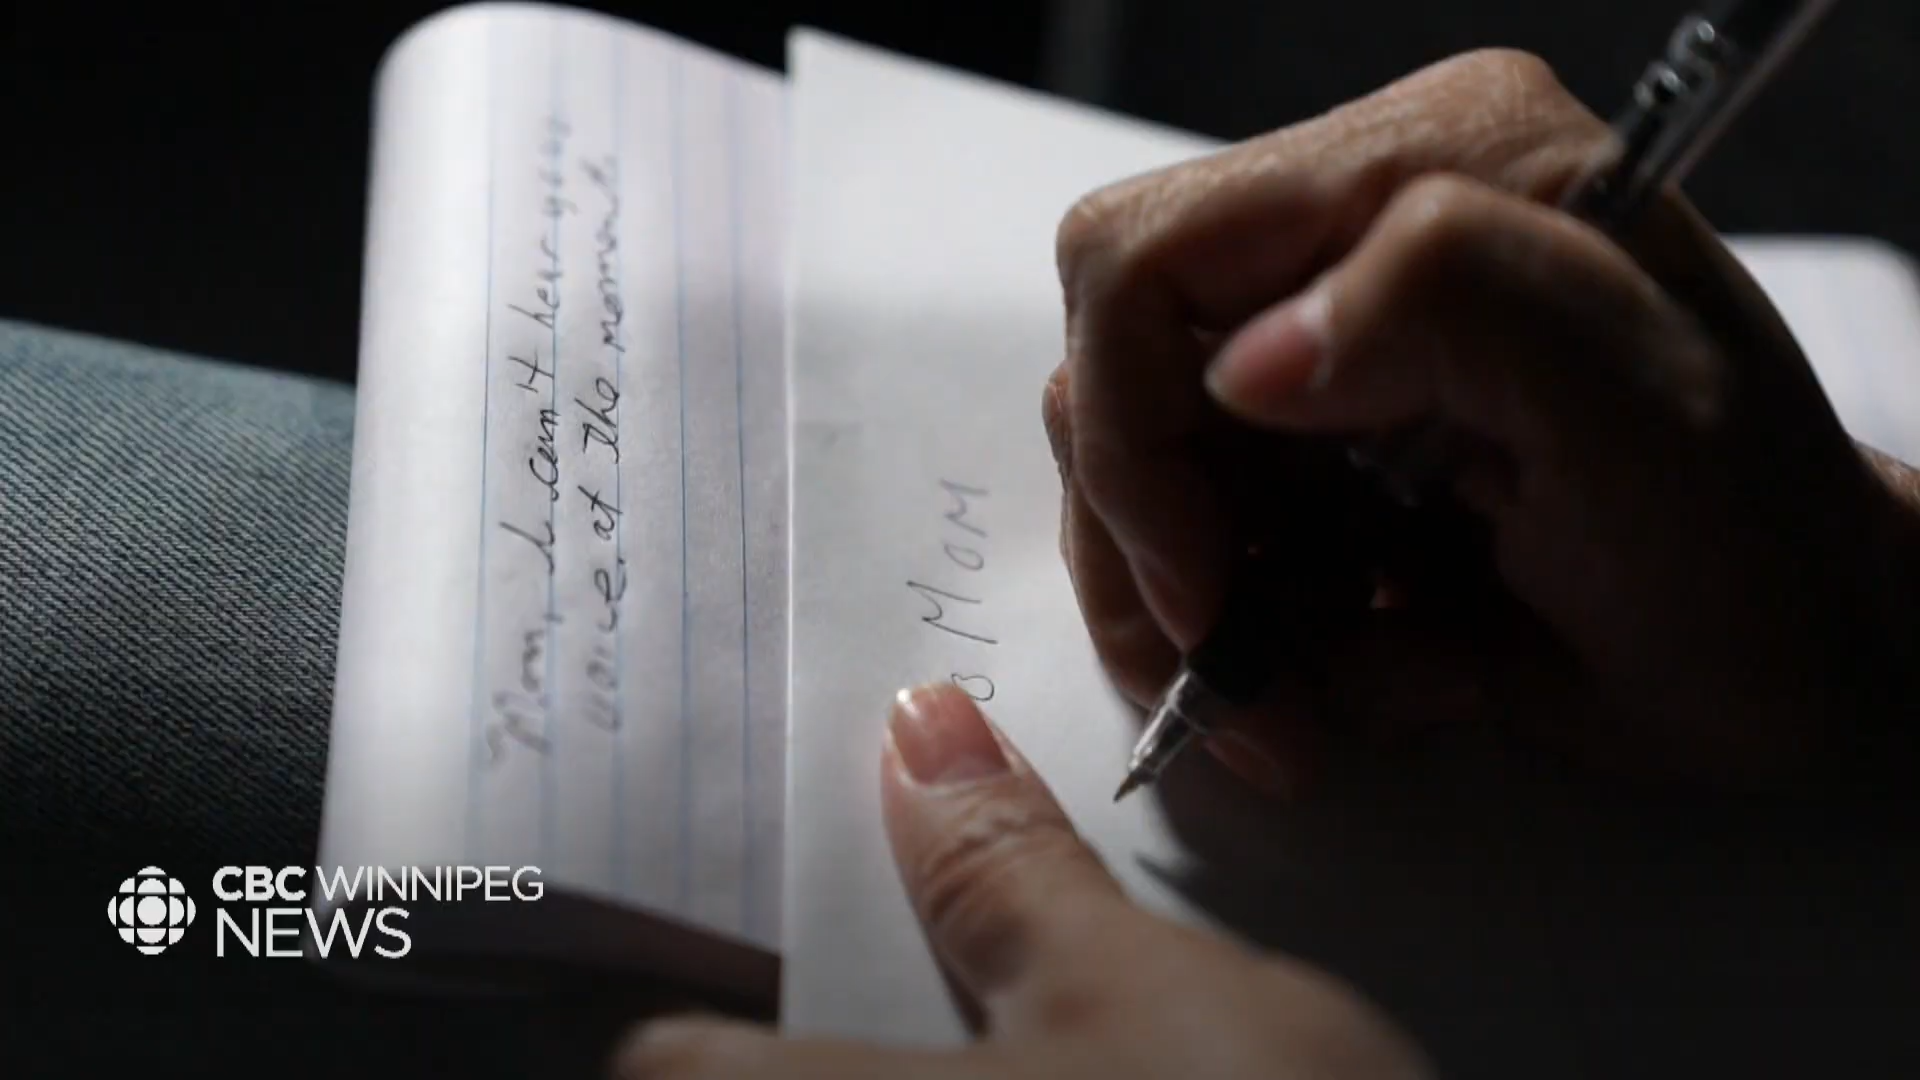 "Mom, I can't hear your
voice at the moment.
MOM
CBC WINNIPEG
NEWS